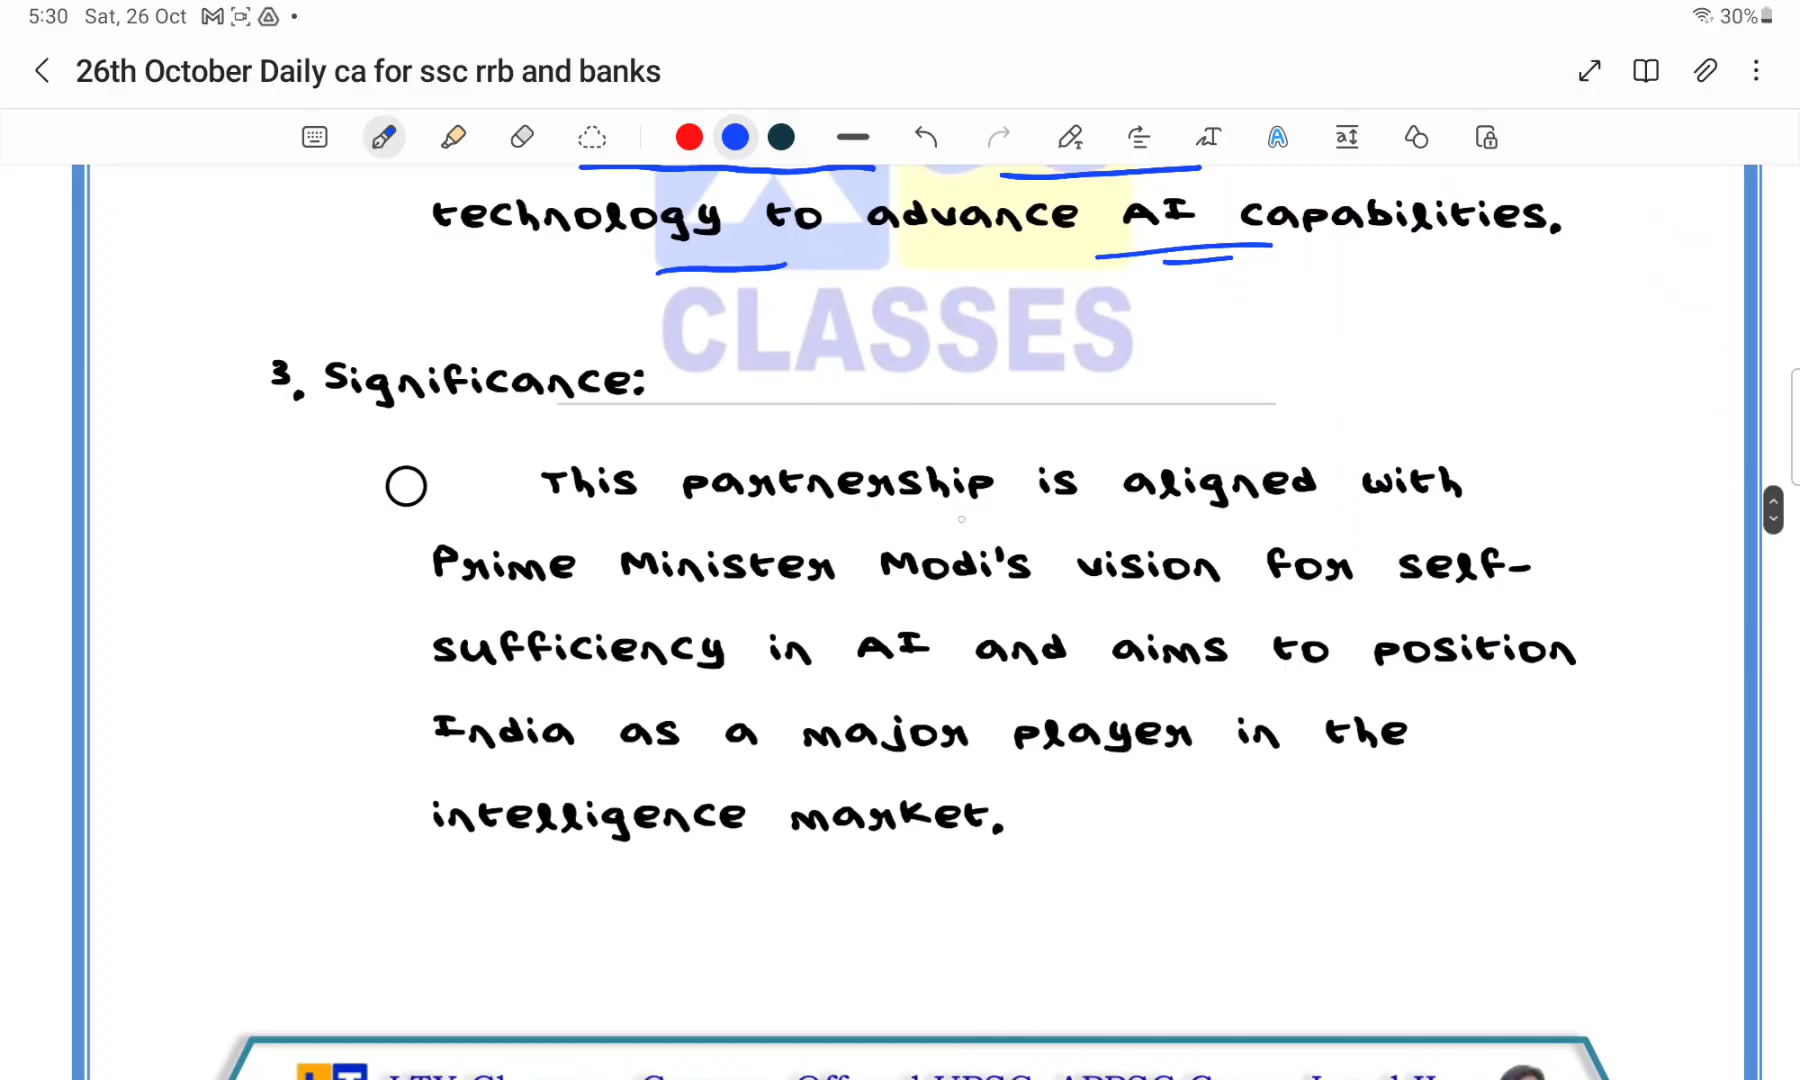 5:30 Sat, 26 Oct
30%
26th October Daily ca for ssc rrb and banks
technology to advance AI capabilities.
CLASSES
3. Significance:
This partnership is aligned with
Prime Minister Modi's vision for self-
sufficiency in AI and aims to position
India as a major player in the
intelligence market.